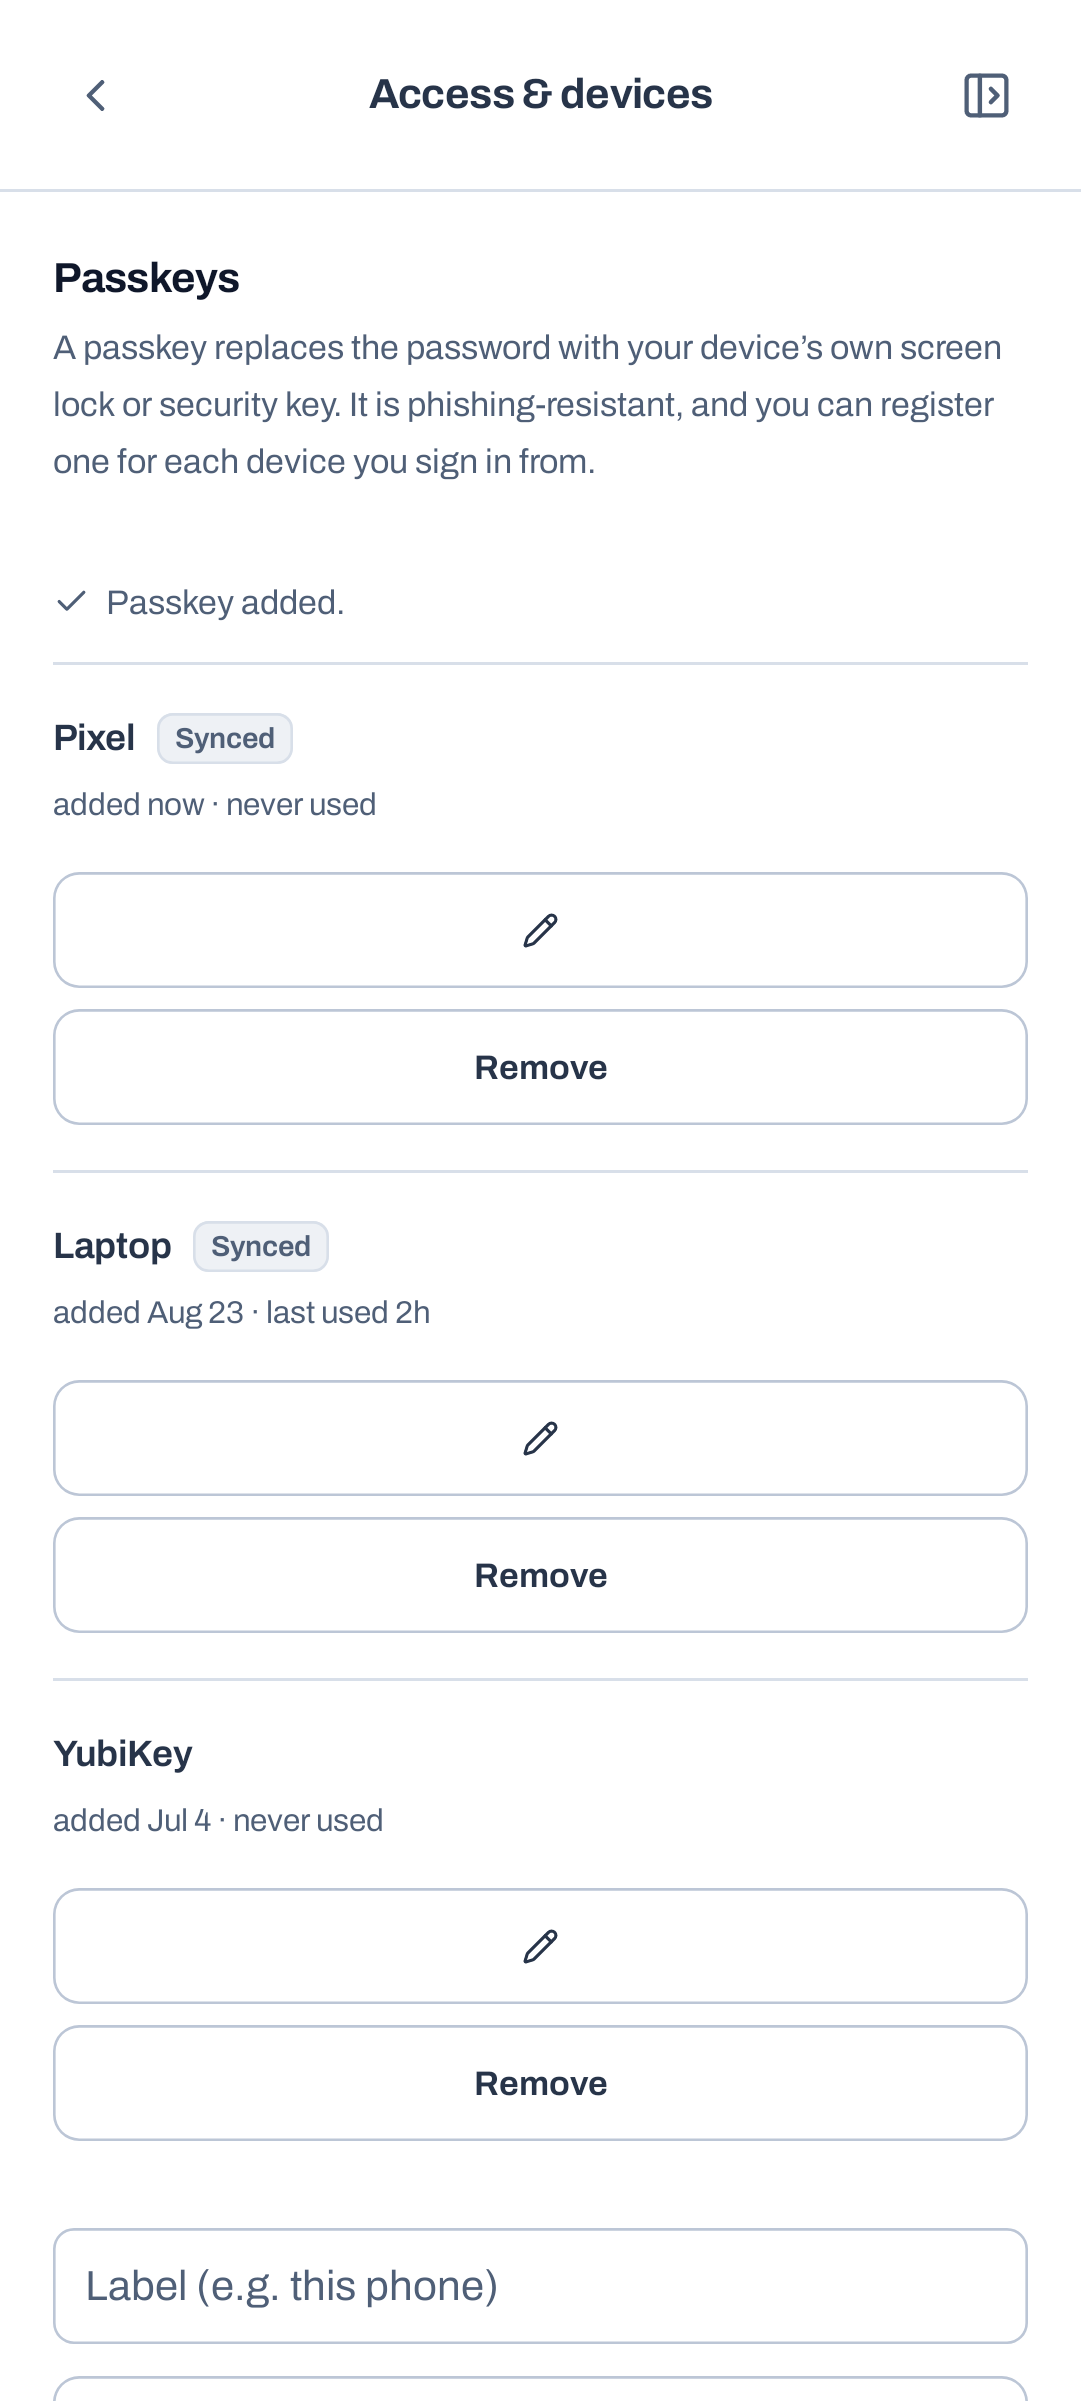 Access & devices
Passkeys
A passkey replaces the password with your device’s own screen
lock or security key. It is phishing-resistant, and you can register
one for each device you sign in from.
Passkey added.
Pixel Synced
added now · never used
Remove
Laptop Synced
added Aug 23 · last used 2h
Remove
YubiKey
added Jul 4 · never used
Remove
Label (e.g. this phone)